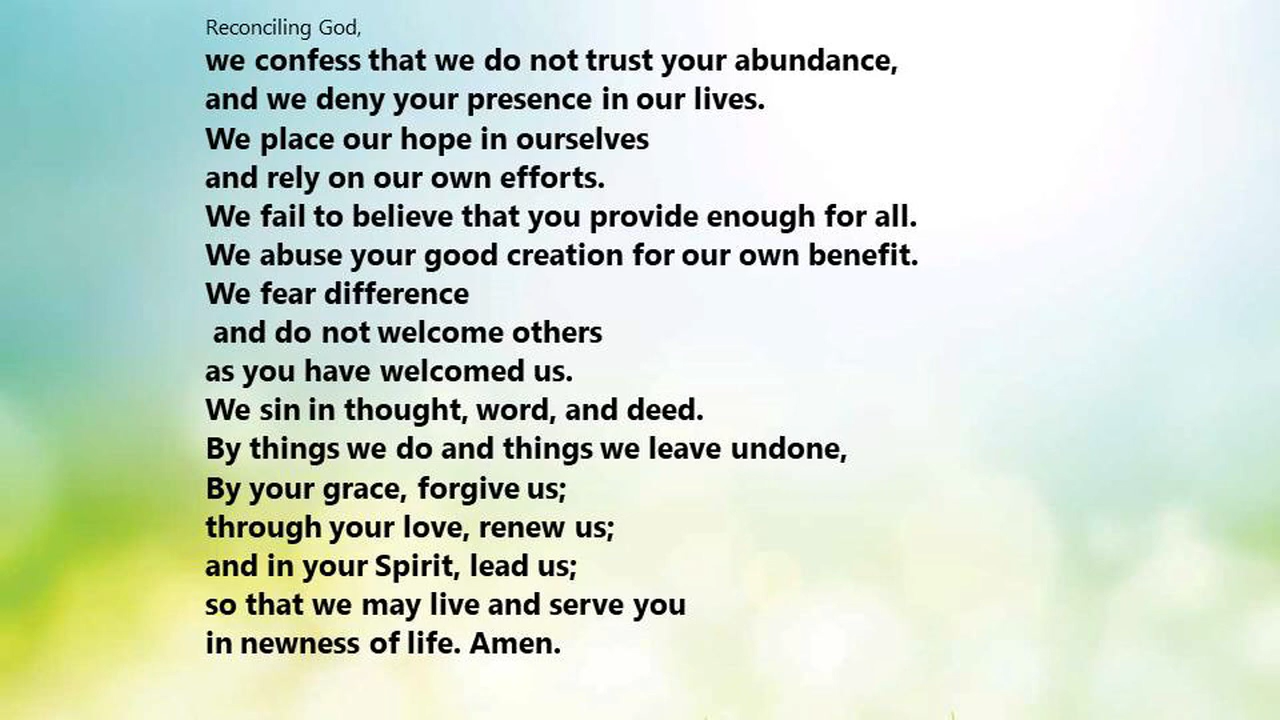 Reconciling God,
we confess that we do not trust your abundance,
and we deny your presence in our lives.
We place our hope in ourselves
and rely on our own efforts.
We fail to believe that you provide enough for all.
We abuse your good creation for our own benefit.
We fear difference
and do not welcome others
as you have welcomed us.
We sin in thought, word, and deed.
By things we do and things we leave undone,
By your grace, forgive us;
through your love, renew us;
and in your Spirit, lead us;
so that we may live and serve you
in newness of life. Amen.